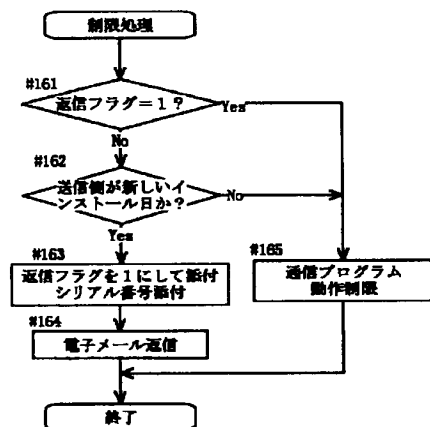 制限処理
#161
返信フラグ=1?
Yes
No
#162
送信側が新しいイ
ンストール日か?
No
Yes
#163
返信フラグを1にして添付
シリアル番号添付
#165
通信プログラム
動作制限
#164
電子メール返信
終了